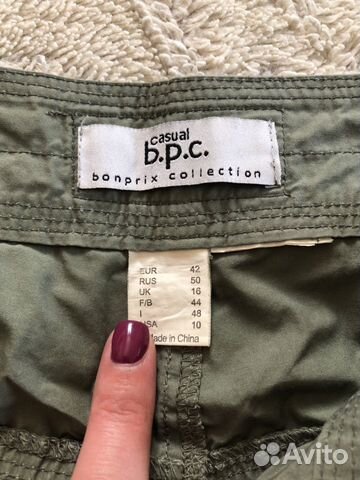 casual
b.p.c.
bonprix collection
EUR 42
RUS 50
UK 16
F/B 44
I 48
USA 10
Made in China
Avito